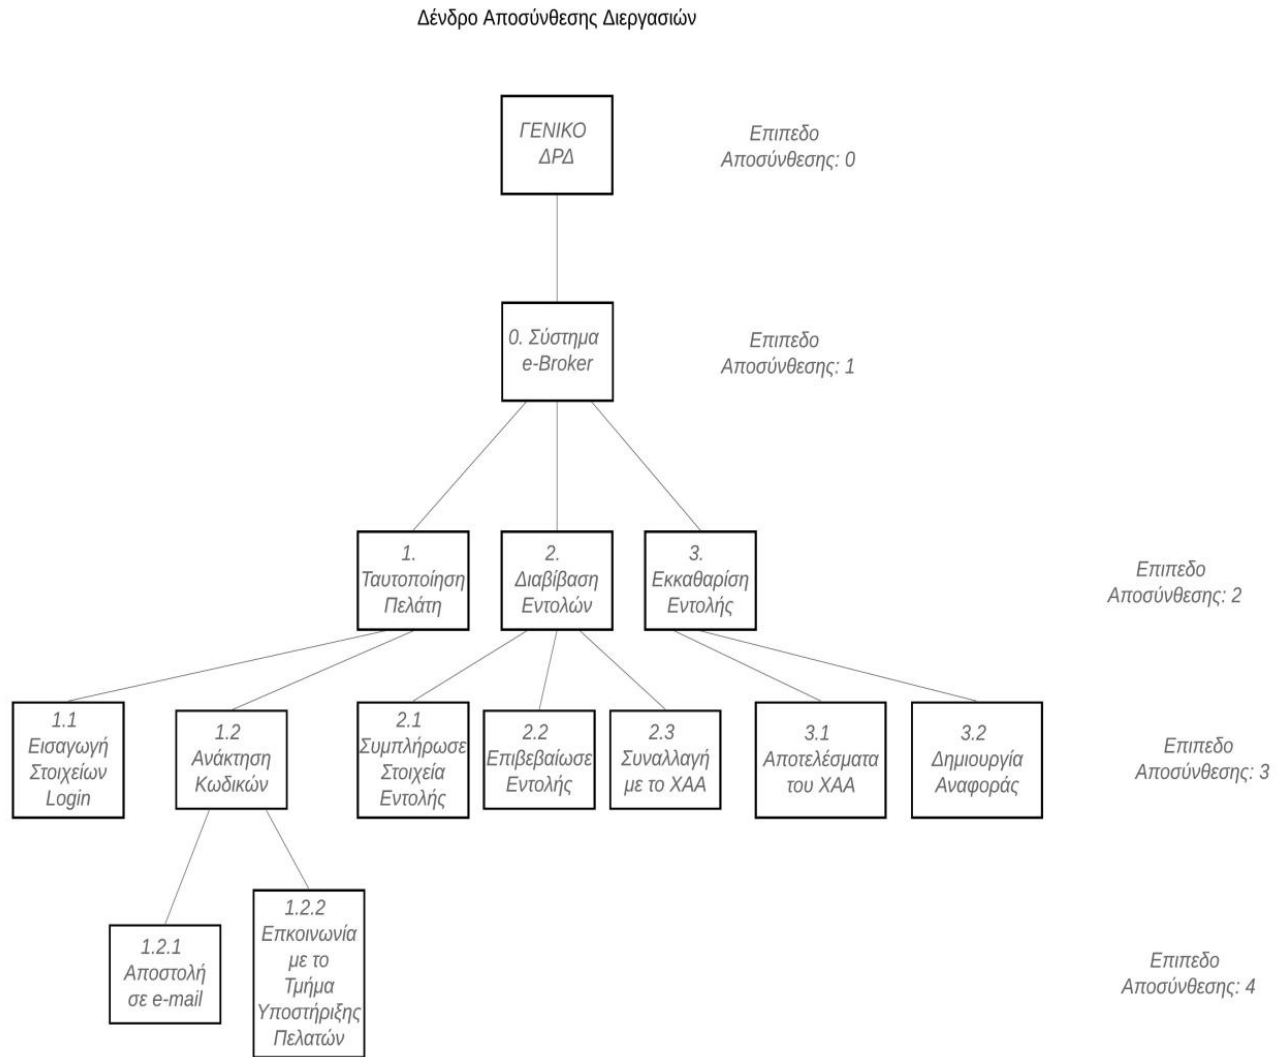 Δένδρο Αποσύνθεσης Διεργασιών
ΓΕΝΙΚΟ
ΔΡΔ
Επιπεδο
Αποσύνθεσης: 0
0. Σύστημα
e-Broker
Επιπεδο
Αποσύνθεσης: 1
1.
Ταυτοποίηση
Πελάτη
2.
Διαβίβαση
Εντολών
3.
Εκκαθαρίση
Εντολής
Επιπεδο
Αποσύνθεσης: 2
1.1
Εισαγωγή
Στοιχείων
Login
1.2
Ανάκτηση
Κωδικών
2.1
Συμπλήρωσε
Στοιχεία
Εντολής
2.2
Επιβεβαίωσε
Εντολής
2.3
Συναλλαγή
με το ΧΑΑ
3.1
Αποτελέσματα
του ΧΑΑ
3.2
Δημιουργία
Αναφοράς
Επιπεδο
Αποσύνθεσης: 3
1.2.1
Αποστολή
σε e-mail
1.2.2
Επκοινωνία
με το
Τμήμα
Υποστήριξης
Πελατών
Επιπεδο
Αποσύνθεσης: 4